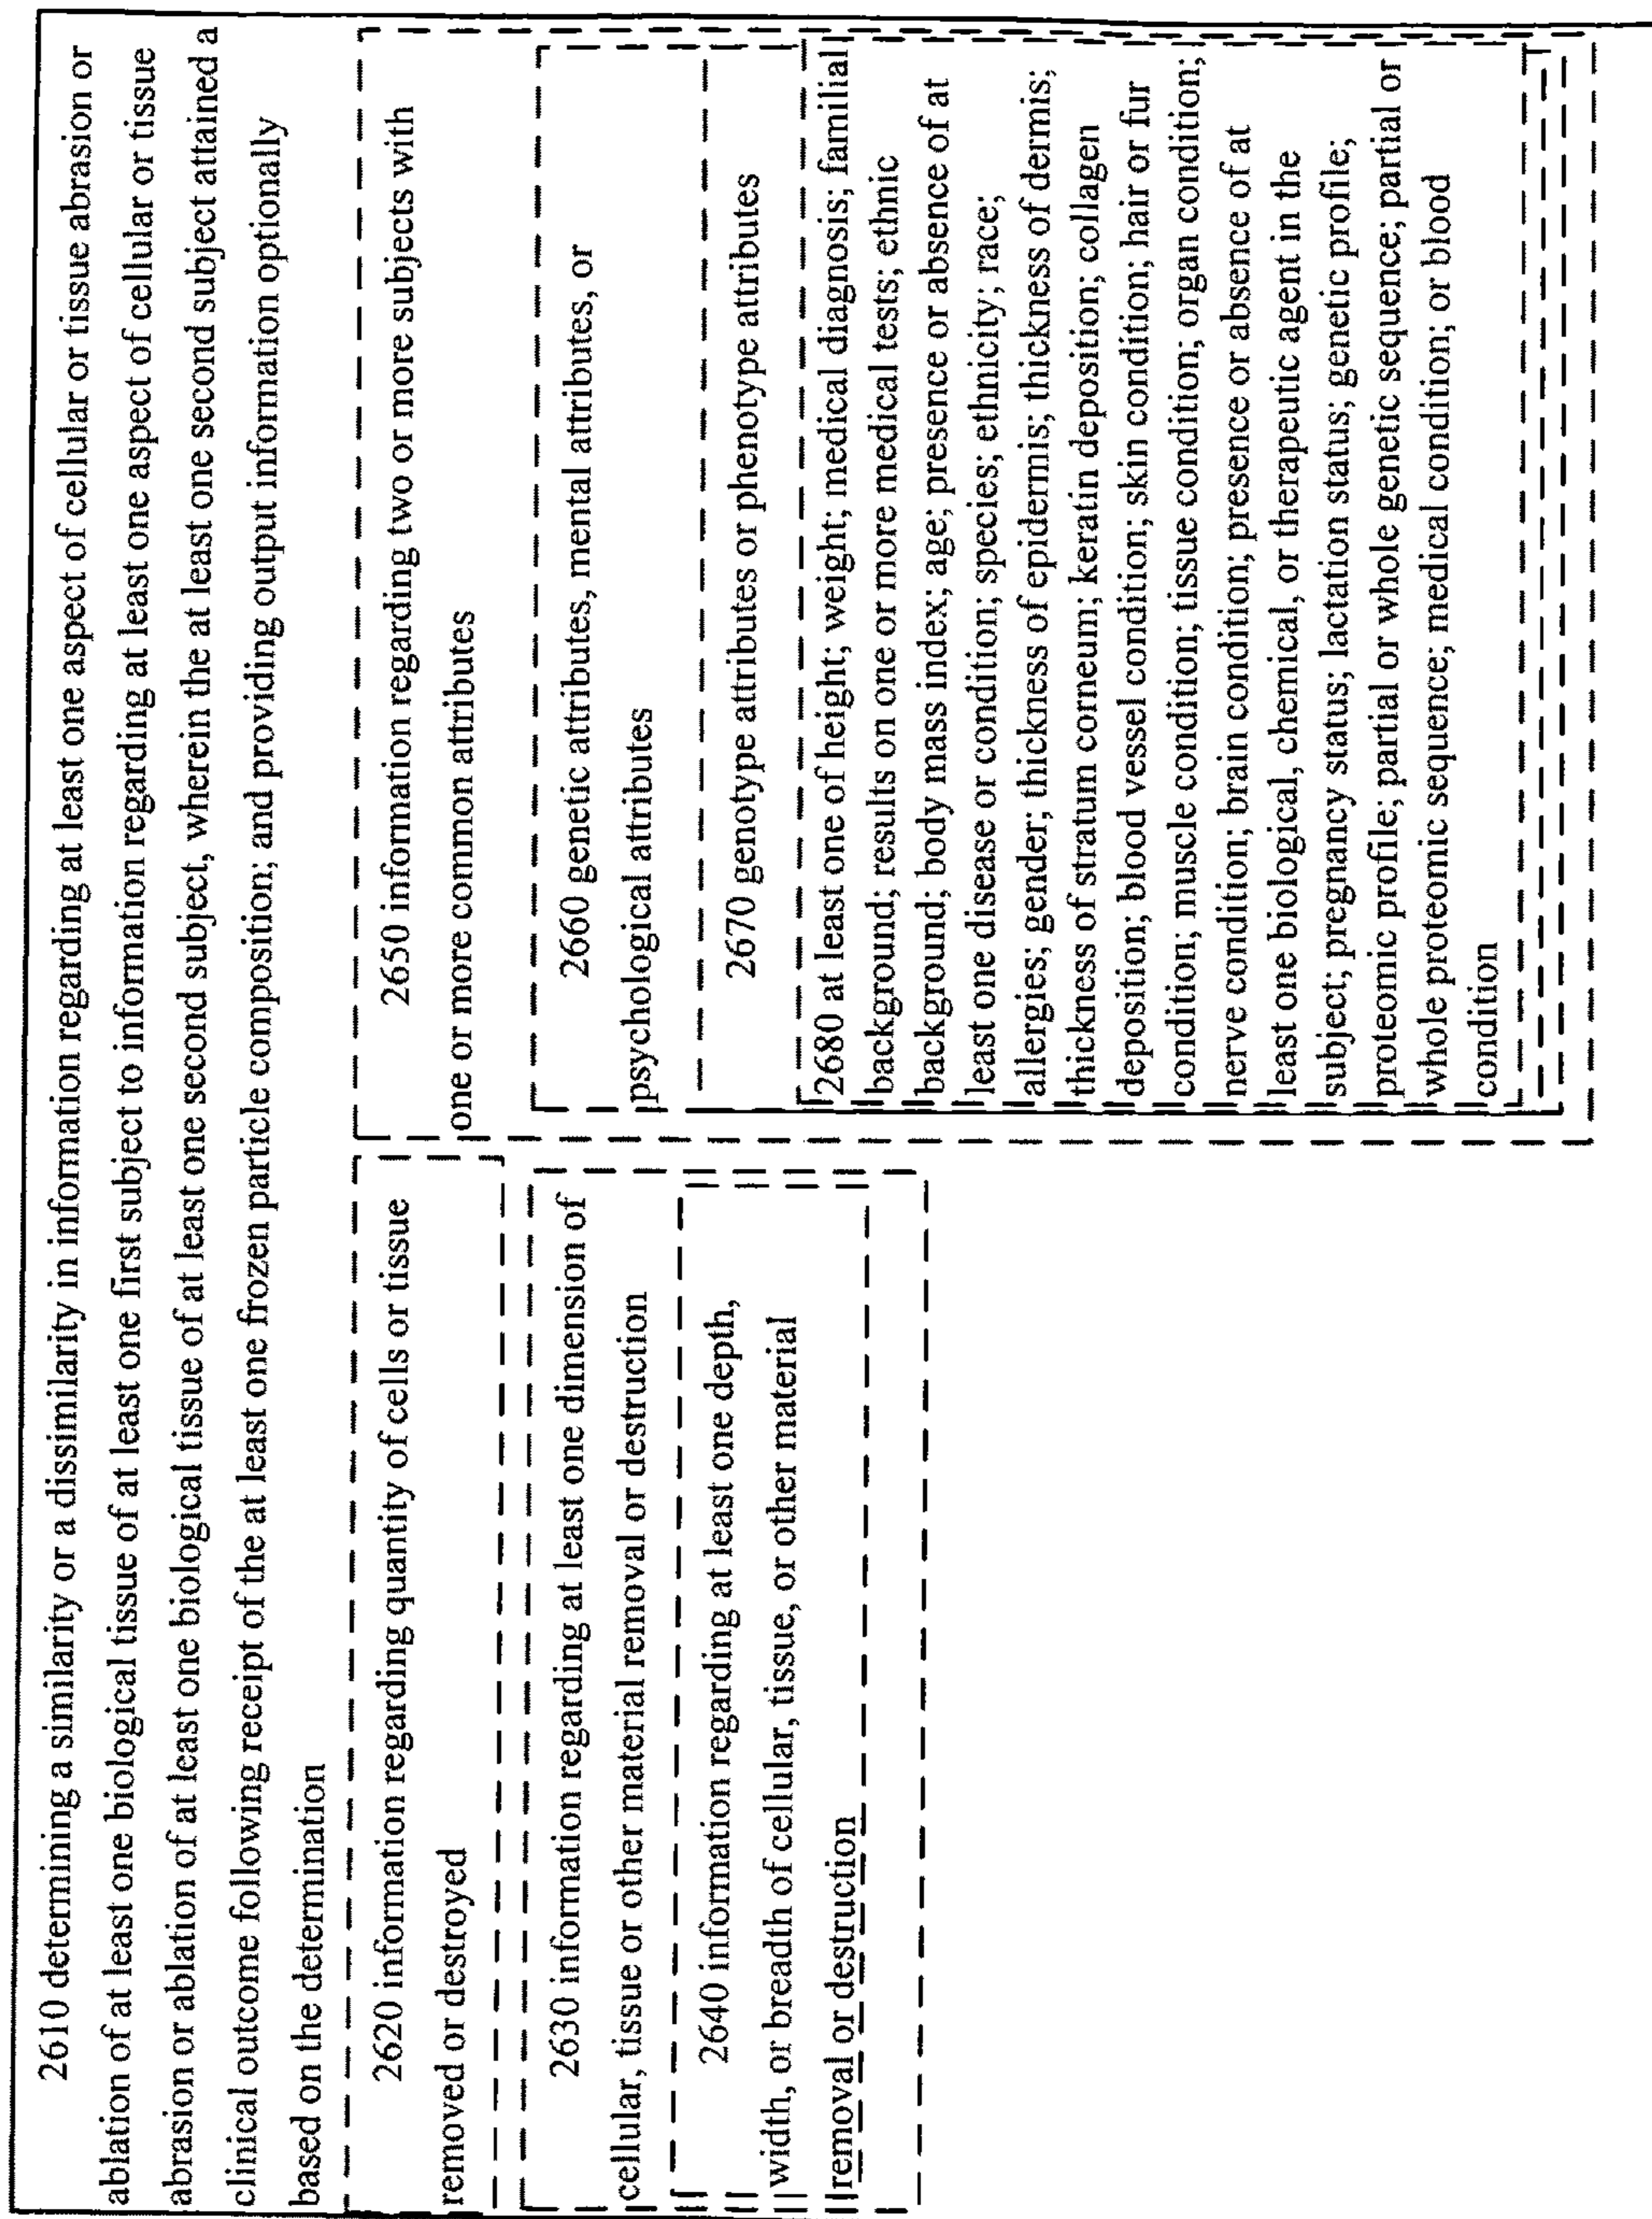 2610 determining a similarity or a dissimilarity in information regarding at least one aspect of cellular or tissue abrasion or
ablation of at least one biological tissue of at least one first subject to information regarding at least one aspect of cellular or tissue
abrasion or ablation of at least one biological tissue of at least one second subject, wherein the at least one second subject attained a
clinical outcome following receipt of the at least one frozen particle composition; and providing output information optionally
based on the determination
2620 information regarding quantity of cells or tissue
removed or destroyed
2630 information regarding at least one dimension of
cellular, tissue or other material removal or destruction
2640 information regarding at least one depth,
width, or breadth of cellular, tissue, or other material
removal or destruction
2650 information regarding two or more subjects with
one or more common attributes
2660 genetic attributes, mental attributes, or
psychological attributes
2670 genotype attributes or phenotype attributes
2680 at least one of height; weight; medical diagnosis; familial
background; results on one or more medical tests; ethnic
background; body mass index; age; presence or absence of at
least one disease or condition; species; ethnicity; race;
allergies; gender; thickness of epidermis; thickness of dermis;
thickness of stratum corneum; keratin deposition; collagen
deposition; blood vessel condition; skin condition; hair or fur
condition; muscle condition; tissue condition; organ condition;
nerve condition; brain condition; presence or absence of at
least one biological, chemical, or therapeutic agent in the
subject; pregnancy status; lactation status; genetic profile;
proteomic profile; partial or whole genetic sequence; partial or
whole proteomic sequence; medical condition; or blood
condition